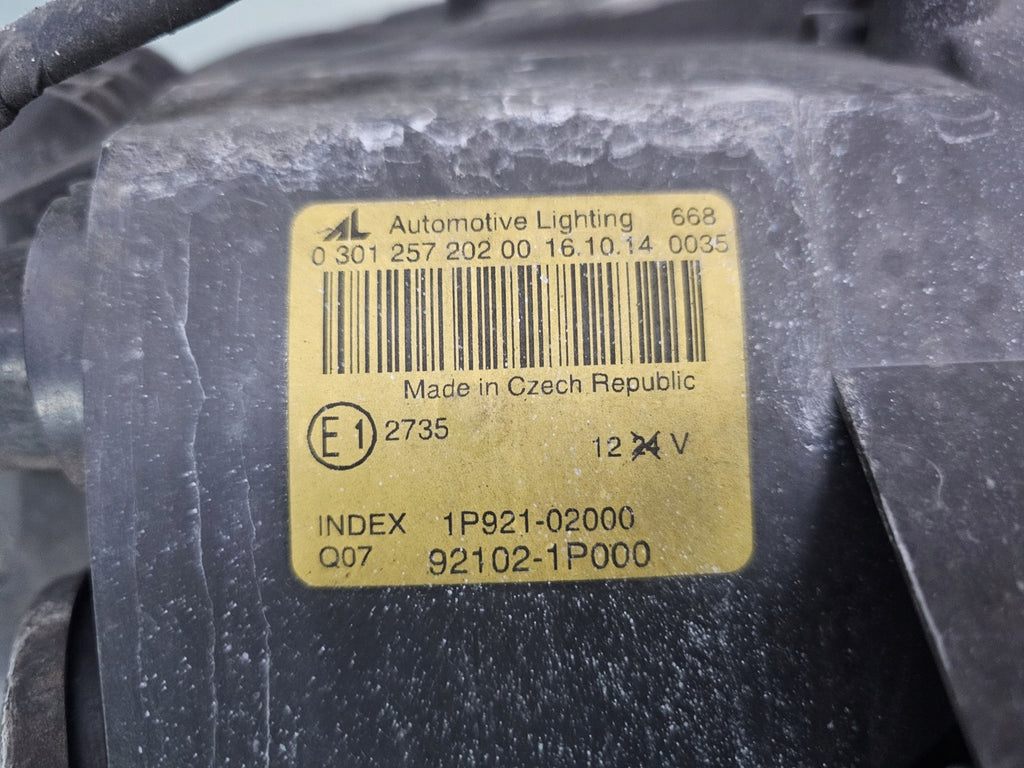 AL Automotive Lighting 668
0 301 257 202 00 16.10.14 0035
Made in Czech Republic
E1 2735
12 24 V
INDEX 1P921-02000
Q07 92102-1P000